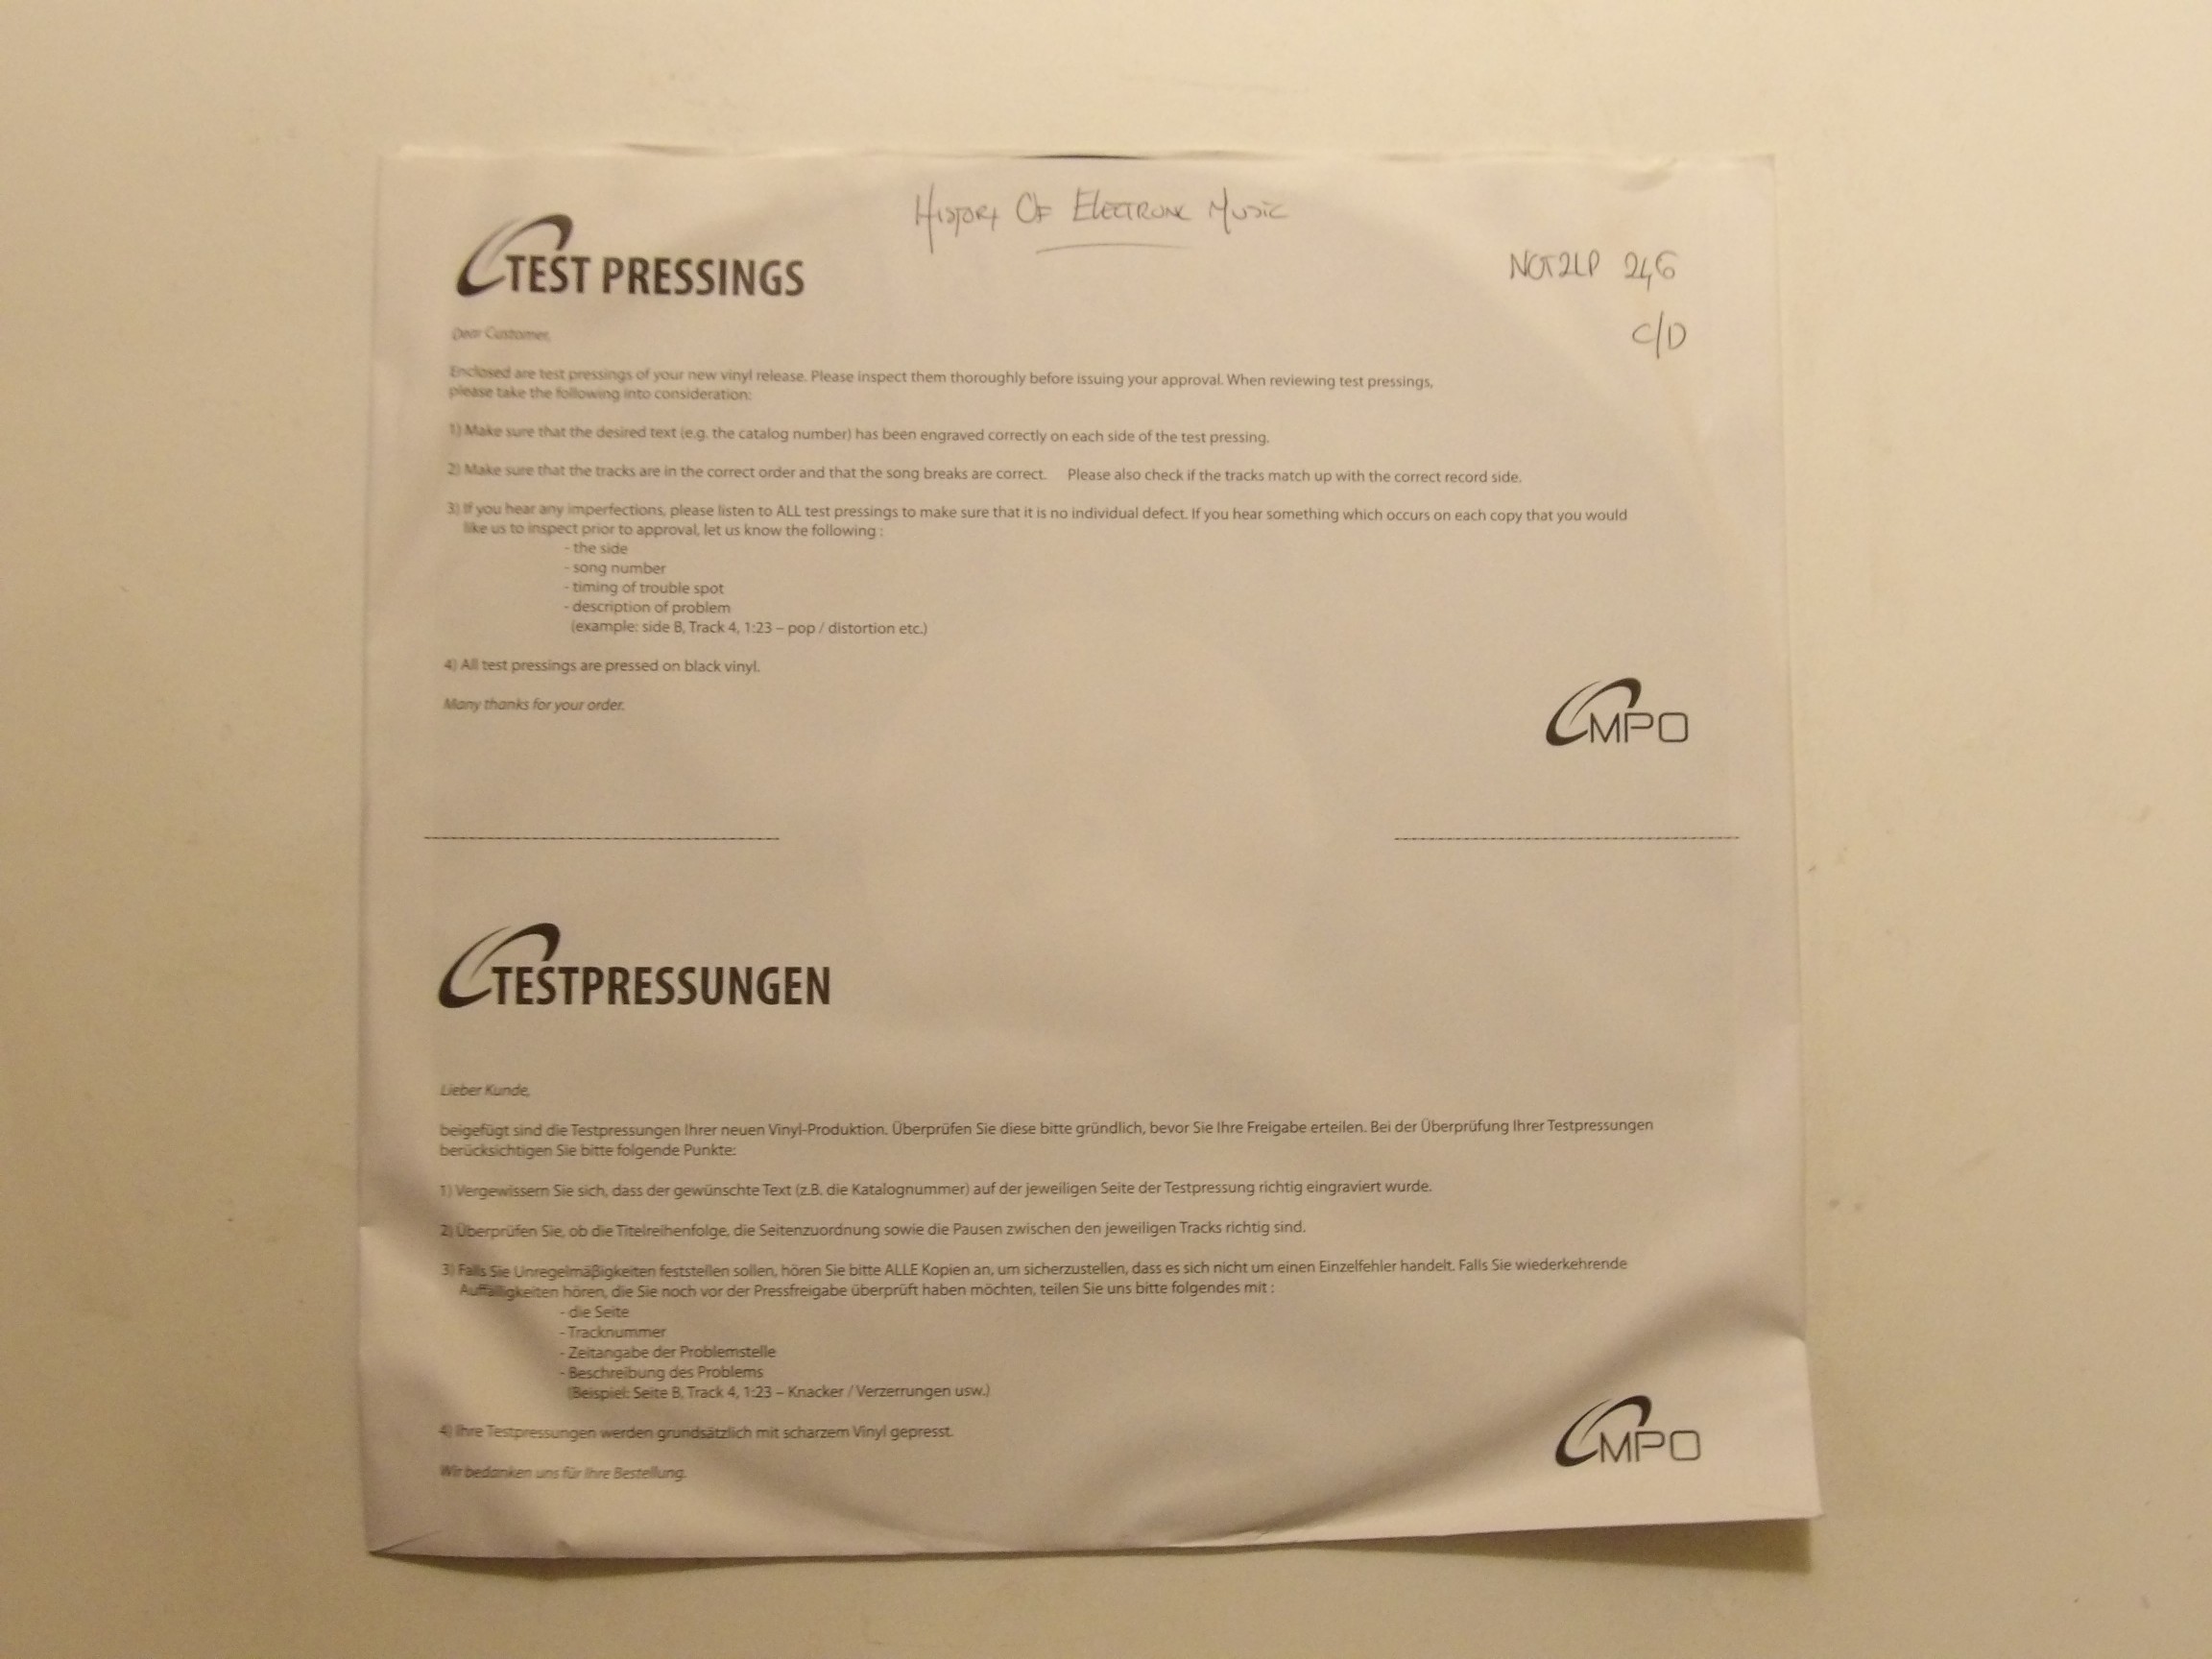 History Of Electronic Music
TEST PRESSINGS
NOT2LP 246
C/D
Dear Customer,
Enclosed are test pressings of your new vinyl release. Please inspect them thoroughly before issuing your approval. When reviewing test pressings,
please take the following into consideration:
1) Make sure that the desired text (e.g. the catalog number) has been engraved correctly on each side of the test pressing.
2) Make sure that the tracks are in the correct order and that the song breaks are correct. Please also check if the tracks match up with the correct record side.
3) If you hear any imperfections, please listen to ALL test pressings to make sure that it is no individual defect. If you hear something which occurs on each copy that you would
like us to inspect prior to approval, let us know the following :
- the side
- song number
- timing of trouble spot
- description of problem
(example: side B, Track 4, 1:23 – pop / distortion etc.)
4) All test pressings are pressed on black vinyl.
Many thanks for your order.
MPO
TESTPRESSUNGEN
Lieber Kunde,
beigefügt sind die Testpressungen Ihrer neuen Vinyl-Produktion. Überprüfen Sie diese bitte gründlich, bevor Sie Ihre Freigabe erteilen. Bei der Überprüfung Ihrer Testpressungen
berücksichtigen Sie bitte folgende Punkte:
1) Vergewissern Sie sich, dass der gewünschte Text (z.B. die Katalognummer) auf der jeweiligen Seite der Testpressung richtig eingraviert wurde.
2) Überprüfen Sie, ob die Titelreihenfolge, die Seitenzuordnung sowie die Pausen zwischen den jeweiligen Tracks richtig sind.
3) Falls Sie Unregelmäßigkeiten feststellen sollen, hören Sie bitte ALLE Kopien an, um sicherzustellen, dass es sich nicht um einen Einzelfehler handelt. Falls Sie wiederkehrende
Auffälligkeiten hören, die Sie noch vor der Pressfreigabe überprüft haben möchten, teilen Sie uns bitte folgendes mit :
- die Seite
- Tracknummer
- Zeitangabe der Problemstelle
- Beschreibung des Problems
(Beispiel: Seite B, Track 4, 1:23 – Knacker / Verzerrungen usw.)
4) Ihre Testpressungen werden grundsätzlich mit scharzem Vinyl gepresst.
Wir bedanken uns für Ihre Bestellung.
MPO